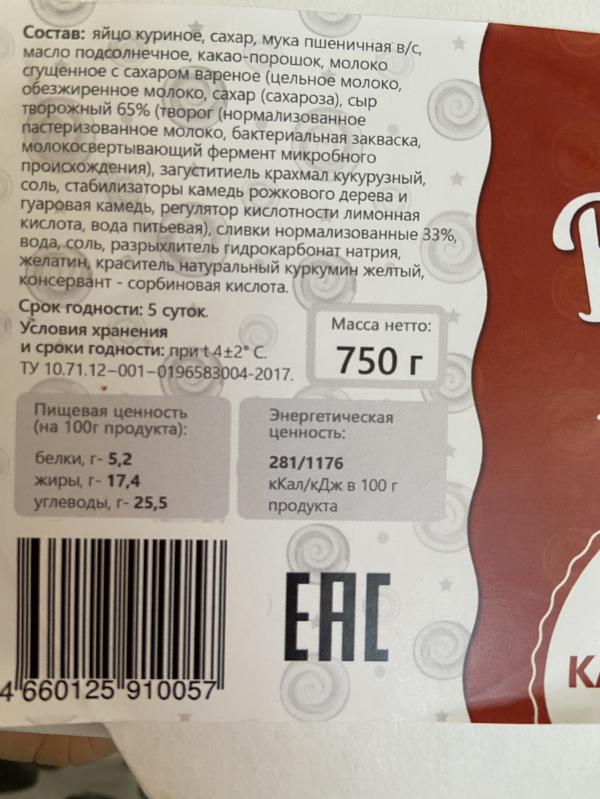 Состав: яйцо куриное, сахар, мука пшеничная в/с,
масло подсолнечное, какао-порошок, молоко
сгущенное с сахаром вареное (цельное молоко,
обезжиренное молоко, сахар (сахароза), сыр
творожный 65% (творог (нормализованное
пастеризованное молоко, бактериальная закваска,
молокосвертывающий фермент микробного
происхождения), загуститиель крахмал кукурузный,
соль, стабилизаторы камедь рожкового дерева и
гуаровая камедь, регулятор кислотности лимонная
кислота, вода питьевая), сливки нормализованные 33%,
вода, соль, разрыхлитель гидрокарбонат натрия,
желатин, краситель натуральный куркумин желтый,
консервант - сорбиновая кислота.
Срок годности: 5 суток.
Условия хранения
и сроки годности: при t 4±2° С.
ТУ 10.71.12–001–0196583004-2017.
Масса нетто:
750 г
Пищевая ценность
(на 100г продукта):
белки, г- 5,2
жиры, г- 17,4
углеводы, г- 25,5
Энергетическая
ценность:
281/1176
кКал/кДж в 100 г
продукта
4 660125 910057
ЕАС